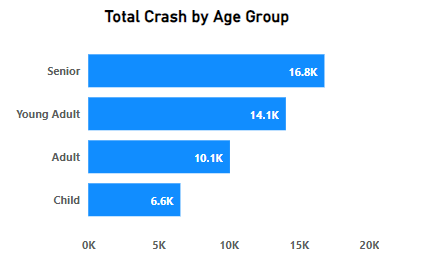 Total Crash by Age Group
Senior 16.8K
Young Adult 14.1K
Adult 10.1K
Child 6.6K
0K 5K 10K 15K 20K